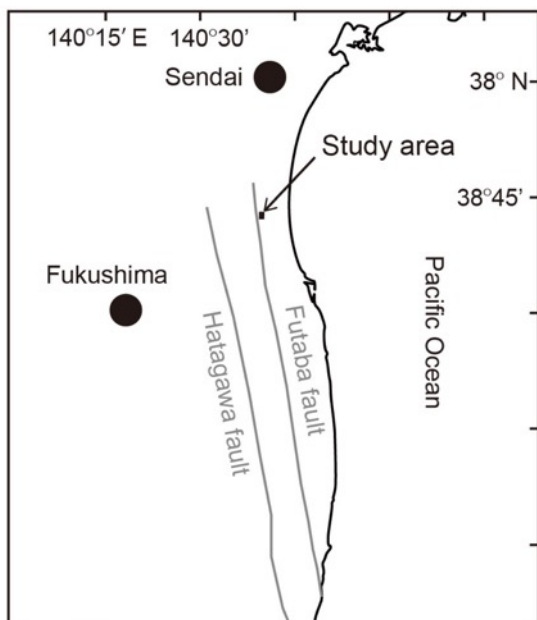 140°15′ E 140°30′
Sendai
38° N
Study area
38°45′
Fukushima
Pacific Ocean
Hatagawa fault
Futaba fault